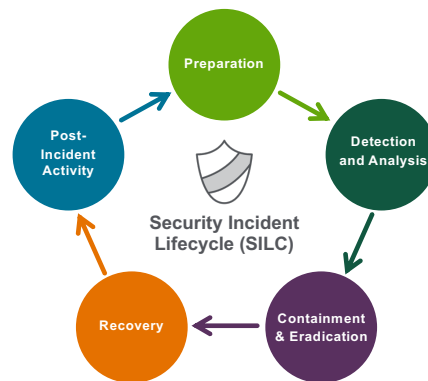 Preparation
Detection
and Analysis
Containment
& Eradication
Recovery
Post-
Incident
Activity
Security Incident
Lifecycle (SILC)